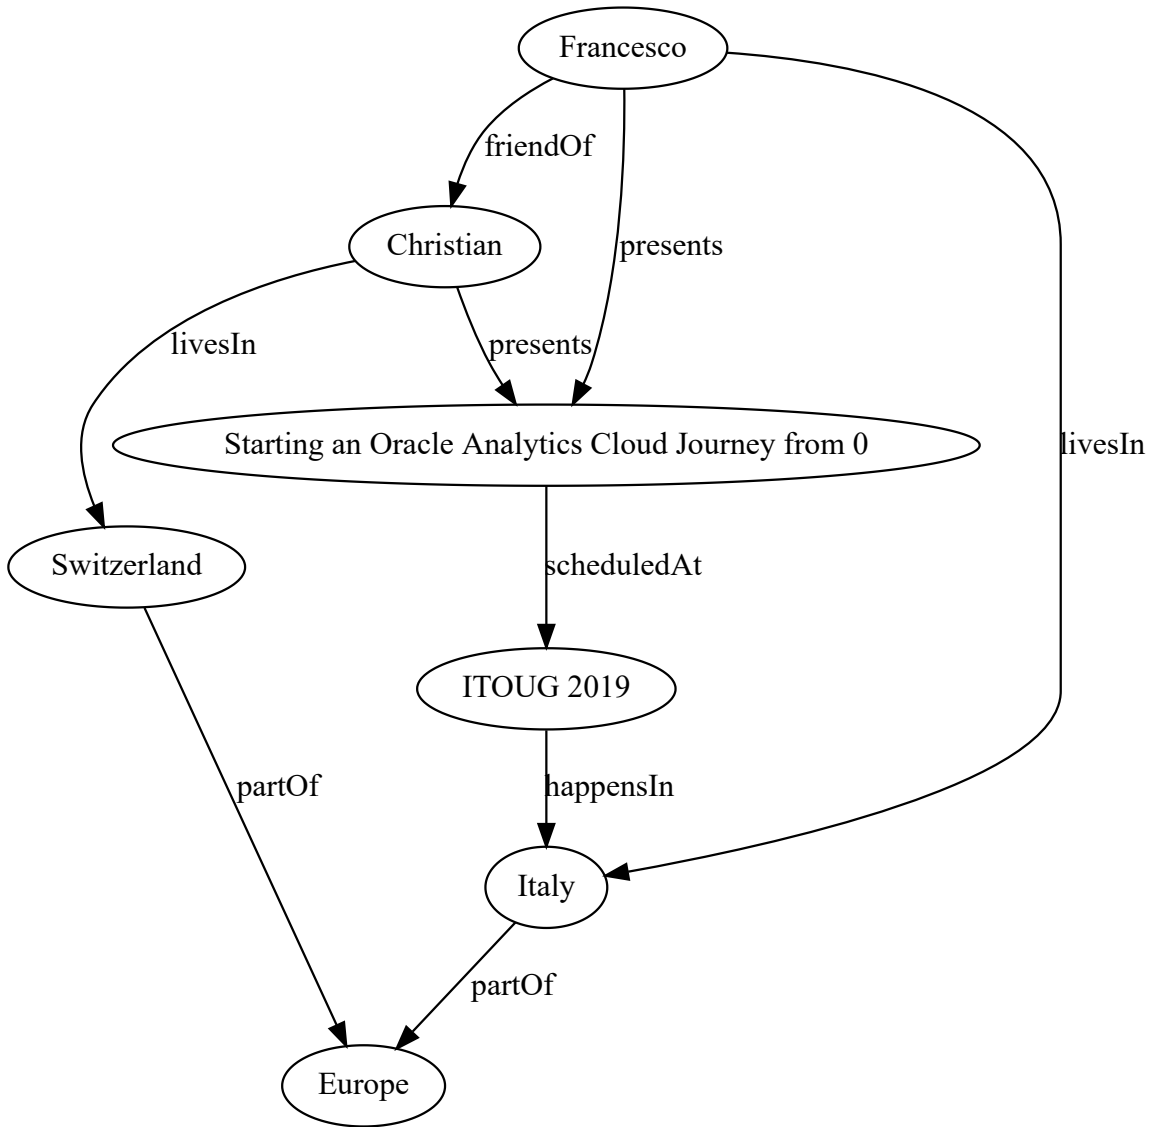 Francesco
friendOf
Christian
presents
livesIn
presents
Starting an Oracle Analytics Cloud Journey from 0
livesIn
Switzerland
scheduledAt
ITOUG 2019
partOf
happensIn
Italy
partOf
Europe